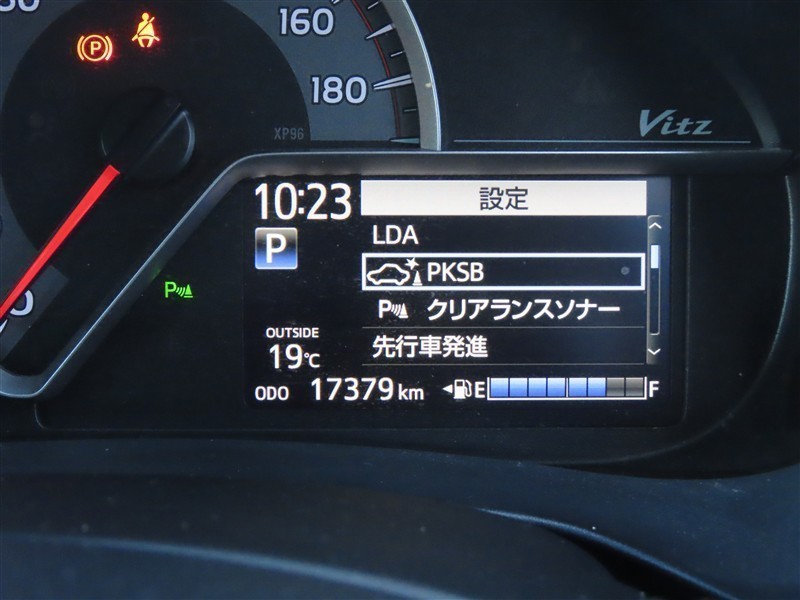 160
180
P
XP96
Vitz
10:23
設定
LDA
P
PKSB
P クリアランスソナー
P
先行車発進
OUTSIDE
19℃
ODO 17379 km
E F